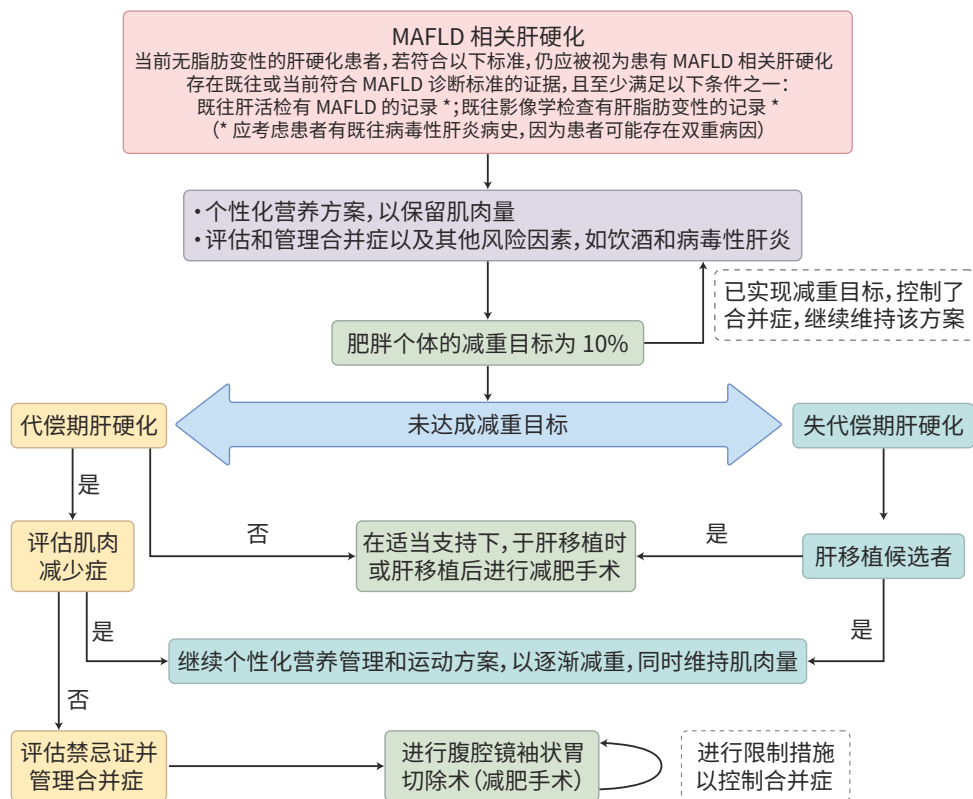 MAFLD 相关肝硬化
当前无脂肪变性的肝硬化患者,若符合以下标准,仍应被视为患有 MAFLD 相关肝硬化
存在既往或当前符合 MAFLD 诊断标准的证据,且至少满足以下条件之一:
既往肝活检有 MAFLD 的记录 *;既往影像学检查有肝脂肪变性的记录 *
(* 应考虑患者有既往病毒性肝炎病史,因为患者可能存在双重病因)
• 个性化营养方案,以保留肌肉量
• 评估和管理合并症以及其他风险因素,如饮酒和病毒性肝炎
已实现减重目标,控制了
合并症,继续维持该方案
肥胖个体的减重目标为 10%
代偿期肝硬化
未达成减重目标
失代偿期肝硬化
是
否
是
评估肌肉
减少症
在适当支持下,于肝移植时
或肝移植后进行减肥手术
肝移植候选者
是
是
继续个性化营养管理和运动方案,以逐渐减重,同时维持肌肉量
否
评估禁忌证并
管理合并症
进行腹腔镜袖状胃
切除术(减肥手术)
进行限制措施
以控制合并症